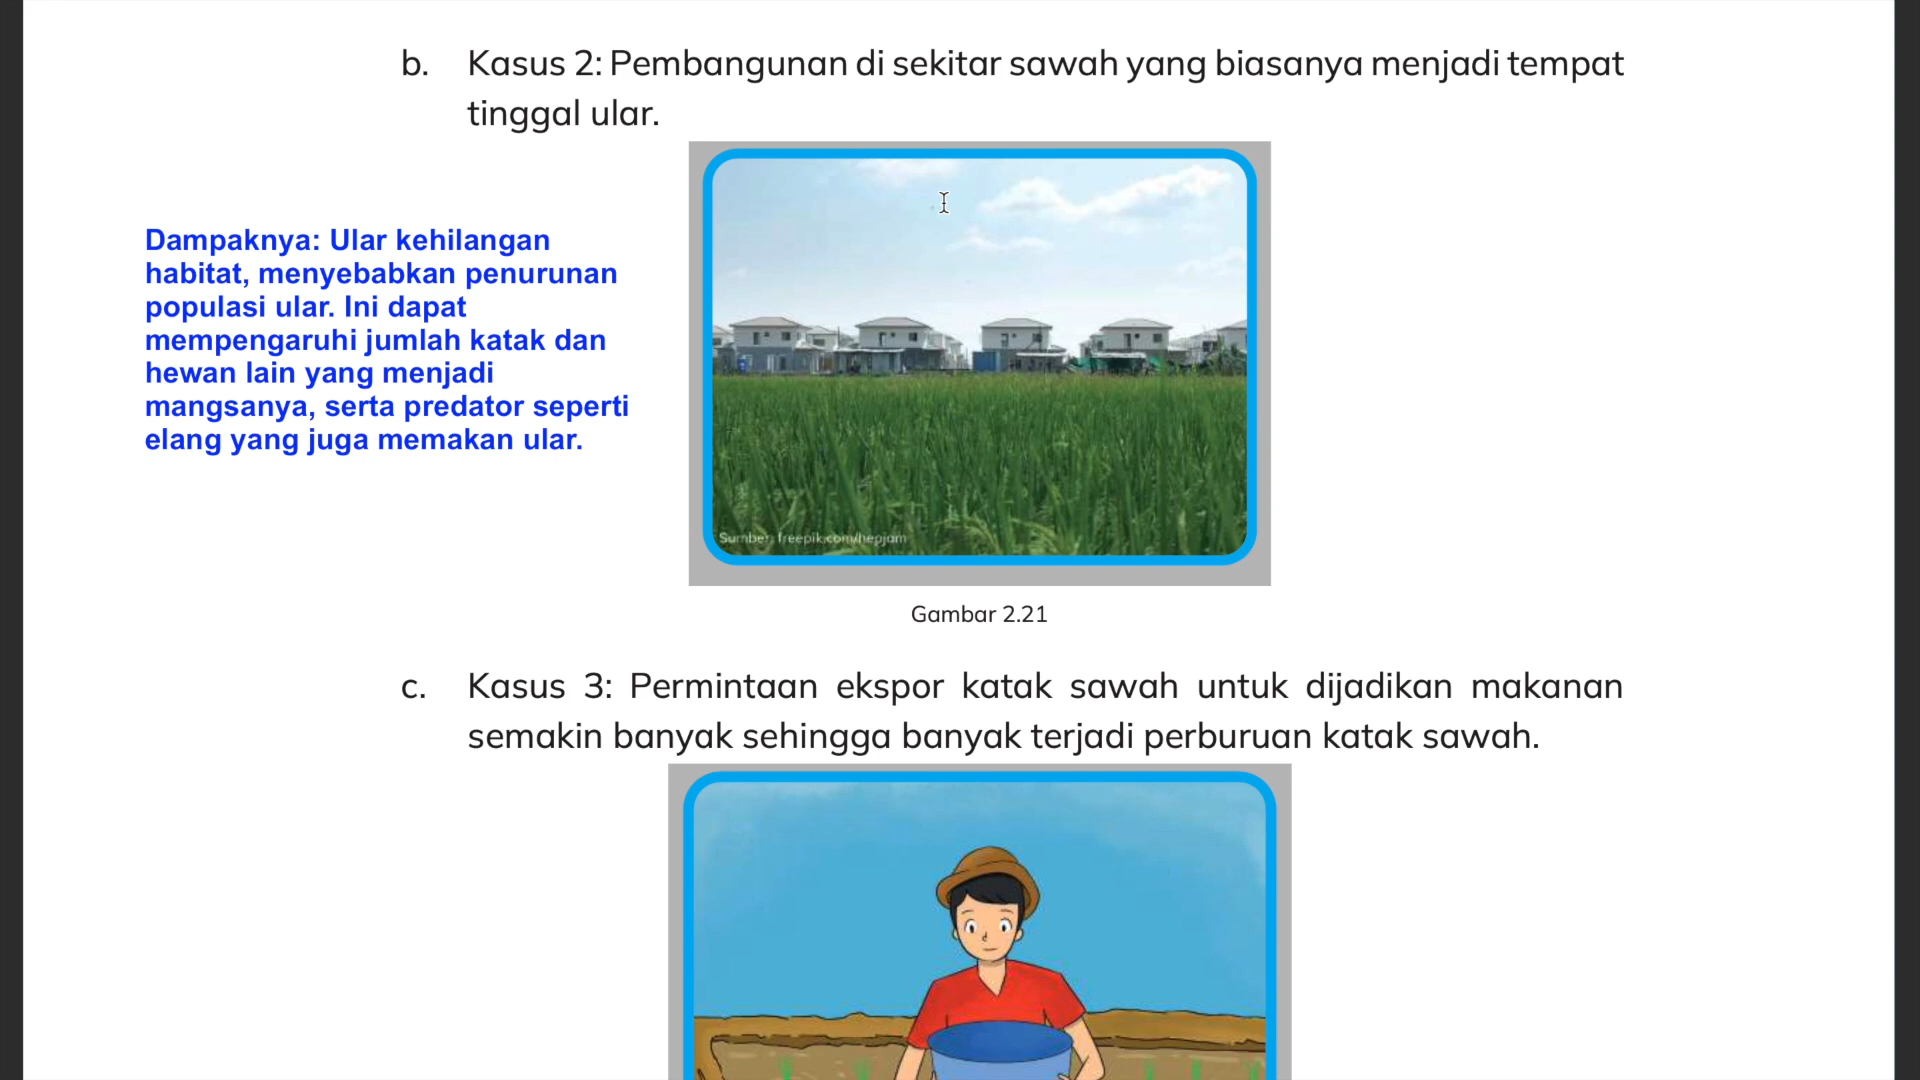 b. Kasus 2: Pembangunan di sekitar sawah yang biasanya menjadi tempat
tinggal ular.
Dampaknya: Ular kehilangan
habitat, menyebabkan penurunan
populasi ular. Ini dapat
mempengaruhi jumlah katak dan
hewan lain yang menjadi
mangsanya, serta predator seperti
elang yang juga memakan ular.
Sumber: freepik.com/hepjam
Gambar 2.21
c. Kasus 3: Permintaan ekspor katak sawah untuk dijadikan makanan
semakin banyak sehingga banyak terjadi perburuan katak sawah.